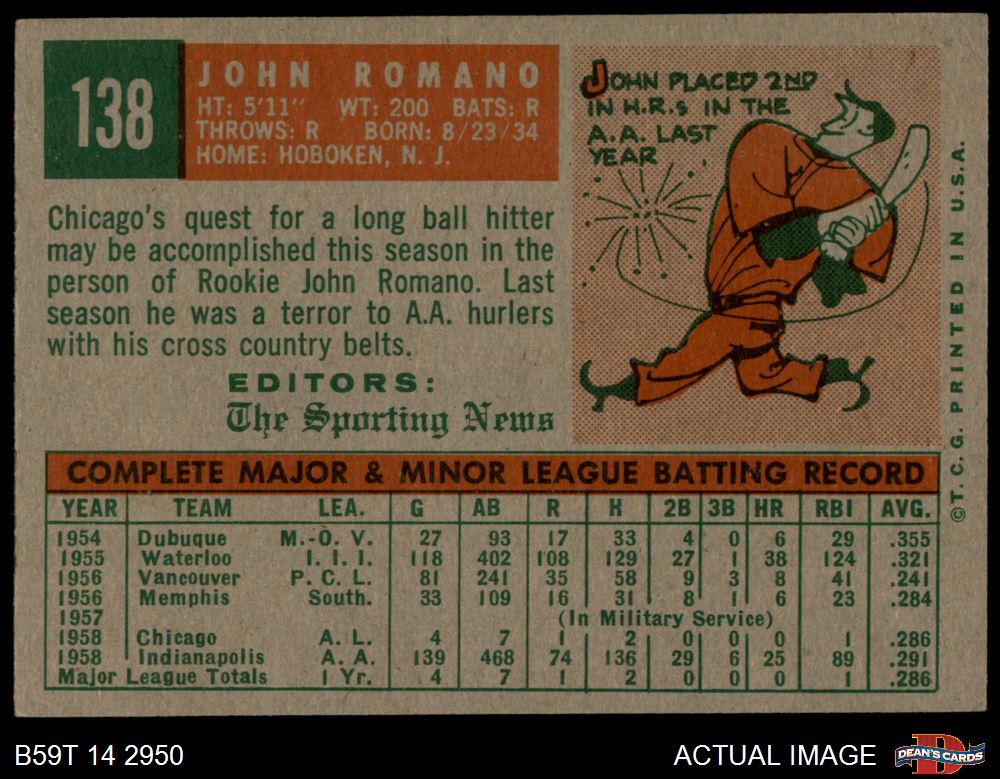 138
JOHN ROMANO
HT: 5'11" WT: 200 BATS: R
THROWS: R BORN: 8/23/34
HOME: HOBOKEN, N. J.
JOHN PLACED 2ND
IN H.R.s IN THE
A.A. LAST
YEAR
Chicago's quest for a long ball hitter
may be accomplished this season in the
person of Rookie John Romano. Last
season he was a terror to A.A. hurlers
with his cross country belts.
EDITORS:
The Sporting News
©T. C. G. PRINTED IN U.S.A.
COMPLETE MAJOR & MINOR LEAGUE BATTING RECORD
YEAR TEAM LEA. G AB R H 2B 3B HR RBI AVG.
1954 Dubuque M.-O. V. 27 93 17 33 4 0 6 29 .355
1955 Waterloo I. I. I. 118 402 108 129 27 1 38 124 .321
1956 Vancouver P. C. L. 81 241 35 58 9 3 8 41 .241
1956 Memphis South. 33 109 16 31 8 1 6 23 .284
1957 (In Military Service)
1958 Chicago A. L. 4 7 1 2 0 0 0 1 .286
1958 Indianapolis A. A. 139 468 74 136 29 6 25 89 .291
Major League Totals 1 Yr. 4 7 1 2 0 0 0 1 .286
B59T 14 2950
ACTUAL IMAGE
D
DEAN'S CARDS